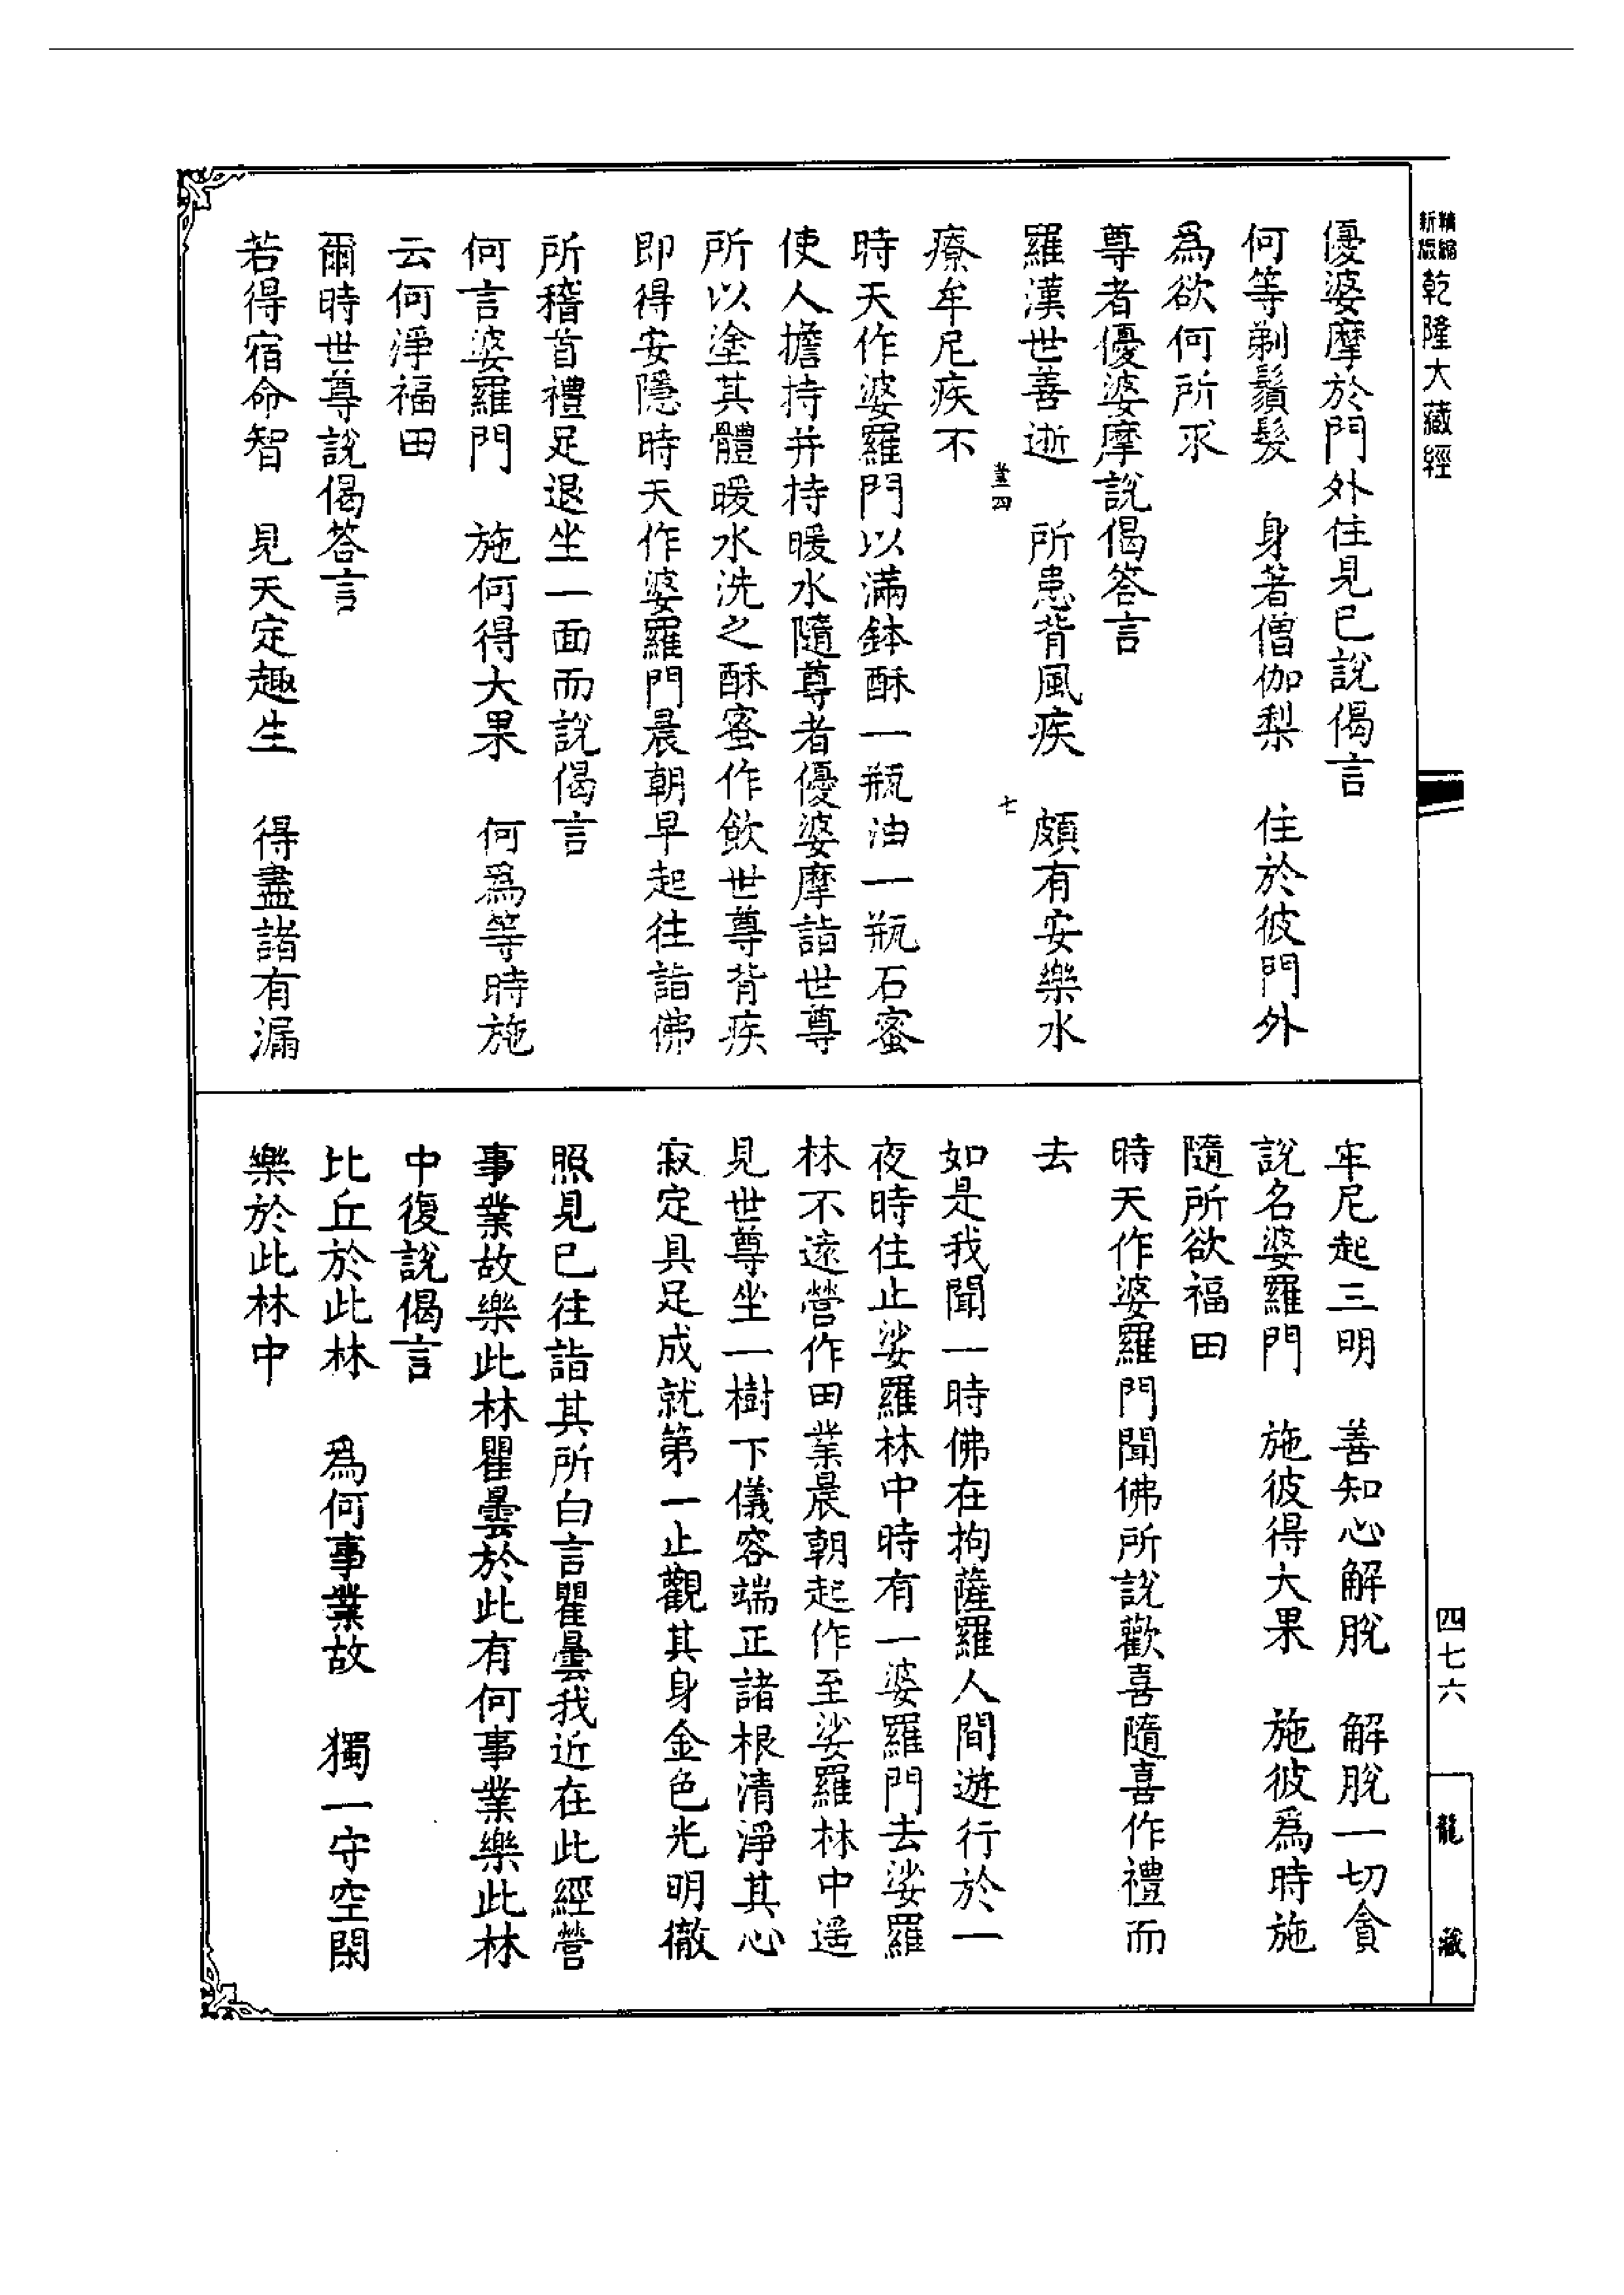 精縮
新版
乾隆大藏經
優婆摩於門外住見已說偈言
何等剃鬚髮　身著僧伽梨　住於彼門外
爲欲何所求
尊者優婆摩說偈答言
羅漢世善逝　所患背風疾　頗有安樂水
業四　七
療牟尼疾不
時天作婆羅門以滿鉢酥一瓶油一瓶石蜜
使人擔持并持暖水隨尊者優婆摩詣世尊
所以塗其體暖水洗之酥蜜作飲世尊背疾
即得安隱時天作婆羅門晨朝早起往詣佛
所稽首禮足退坐一面而說偈言
何言婆羅門　施何得大果　何爲等時施
云何淨福田
爾時世尊說偈答言
若得宿命智　見天定趣生　得盡諸有漏
牟尼起三明　善知心解脫　解脫一切貪
說名婆羅門　施彼得大果　施彼爲時施
隨所欲福田
時天作婆羅門聞佛所說歡喜隨喜作禮而
去
如是我聞一時佛在拘薩羅人間遊行於一
夜時住止娑羅林中時有一婆羅門去娑羅
林不遠營作田業晨朝起作至娑羅林中遥
見世尊坐一樹下儀容端正諸根清淨其心
寂定具足成就第一止觀其身金色光明徹
照見已往詣其所白言瞿曇我近在此經營
事業故樂此林瞿曇於此有何事業樂此林
中復說偈言
比丘於此林　爲何事業故　獨一守空閑
樂於此林中
四七六
龍藏